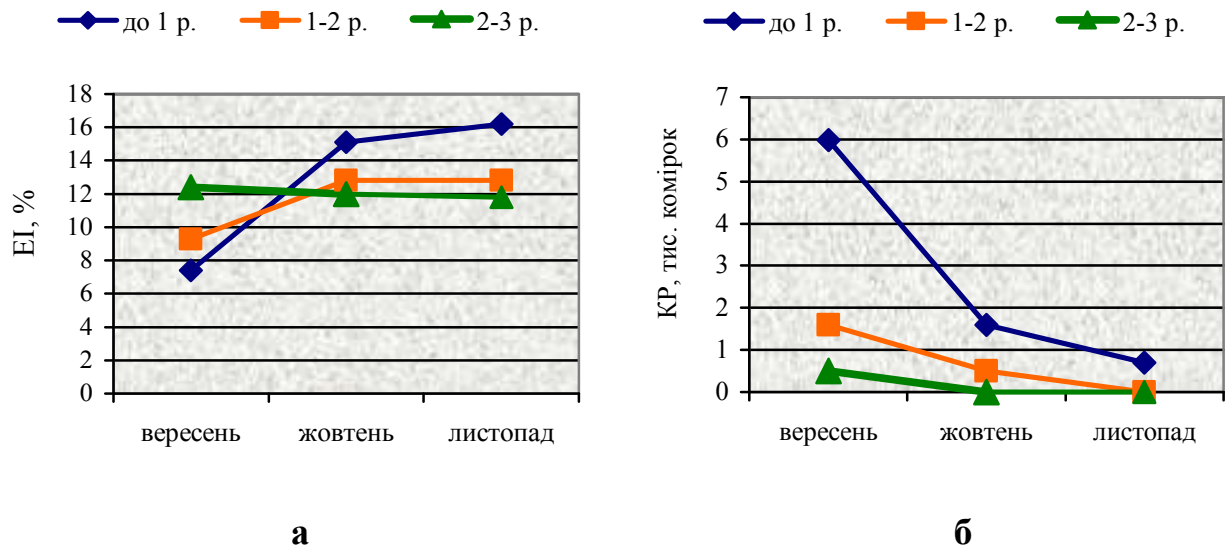 до 1 р. 1-2 р. 2-3 р.
EI, %
18
16
14
12
10
8
6
4
2
0
вересень жовтень листопад
а
до 1 р. 1-2 р. 2-3 р.
КР, тис. комірок
7
6
5
4
3
2
1
0
вересень жовтень листопад
б